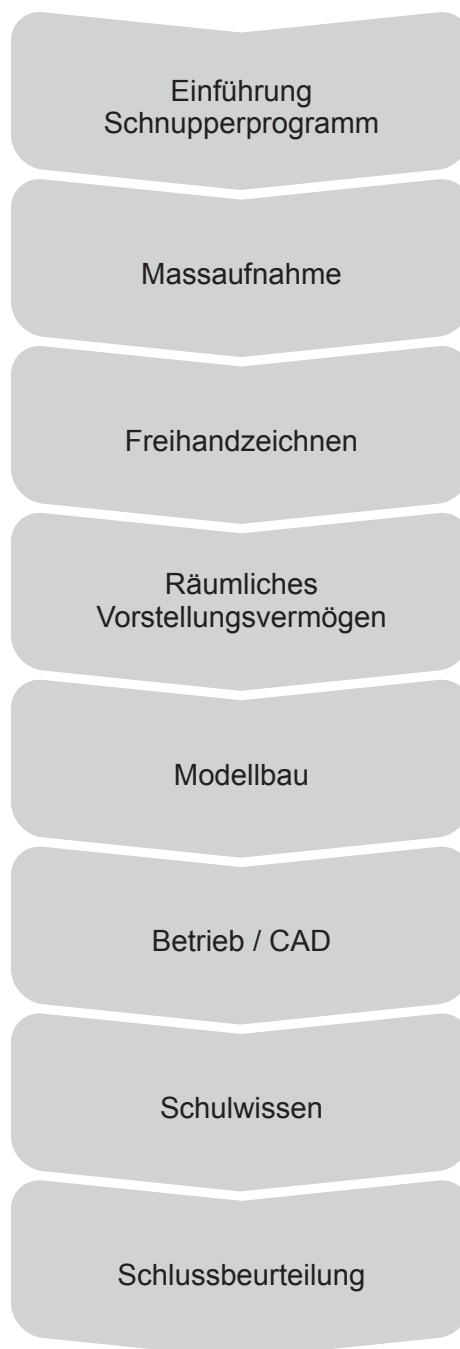 Einführung
Schnupperprogramm
Massaufnahme
Freihandzeichnen
Räumliches
Vorstellungsvermögen
Modellbau
Betrieb / CAD
Schulwissen
Schlussbeurteilung